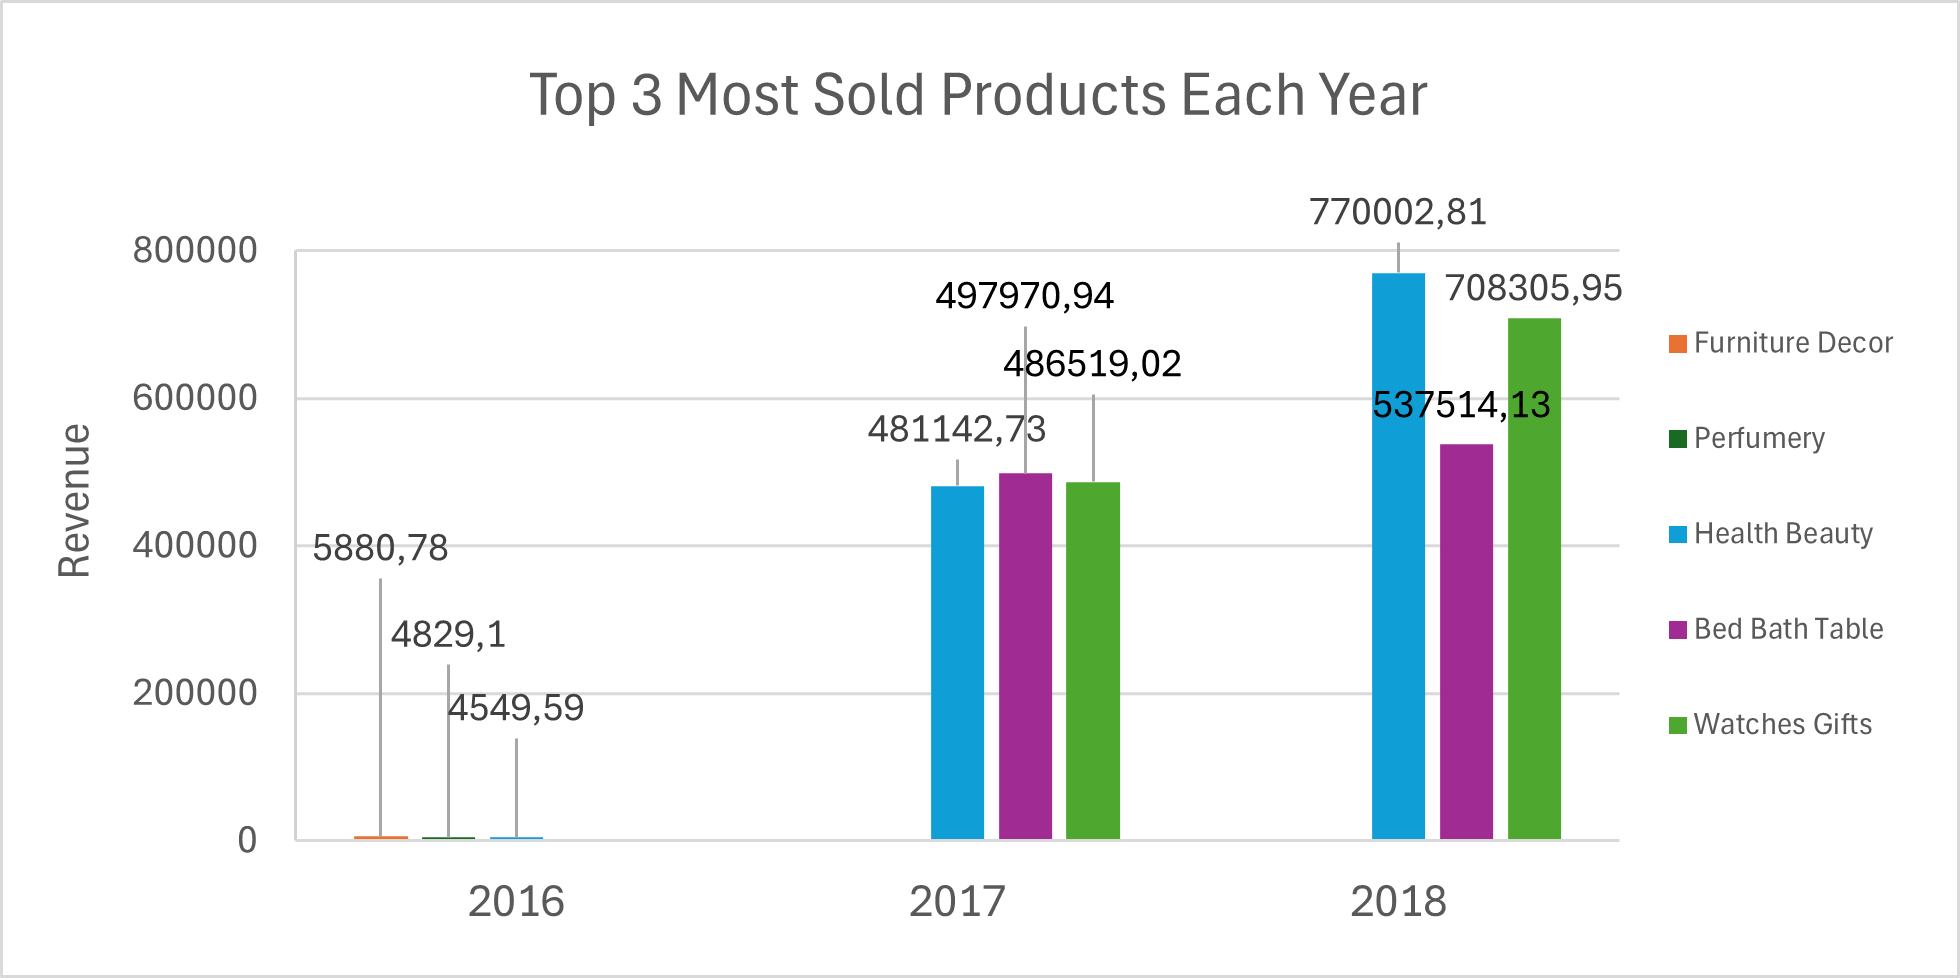 Top 3 Most Sold Products Each Year
Revenue
800000
600000
400000
200000
0
5880,78
4829,1
4549,59
481142,73
497970,94
486519,02
770002,81
537514,13
708305,95
2016
2017
2018
Furniture Decor
Perfumery
Health Beauty
Bed Bath Table
Watches Gifts